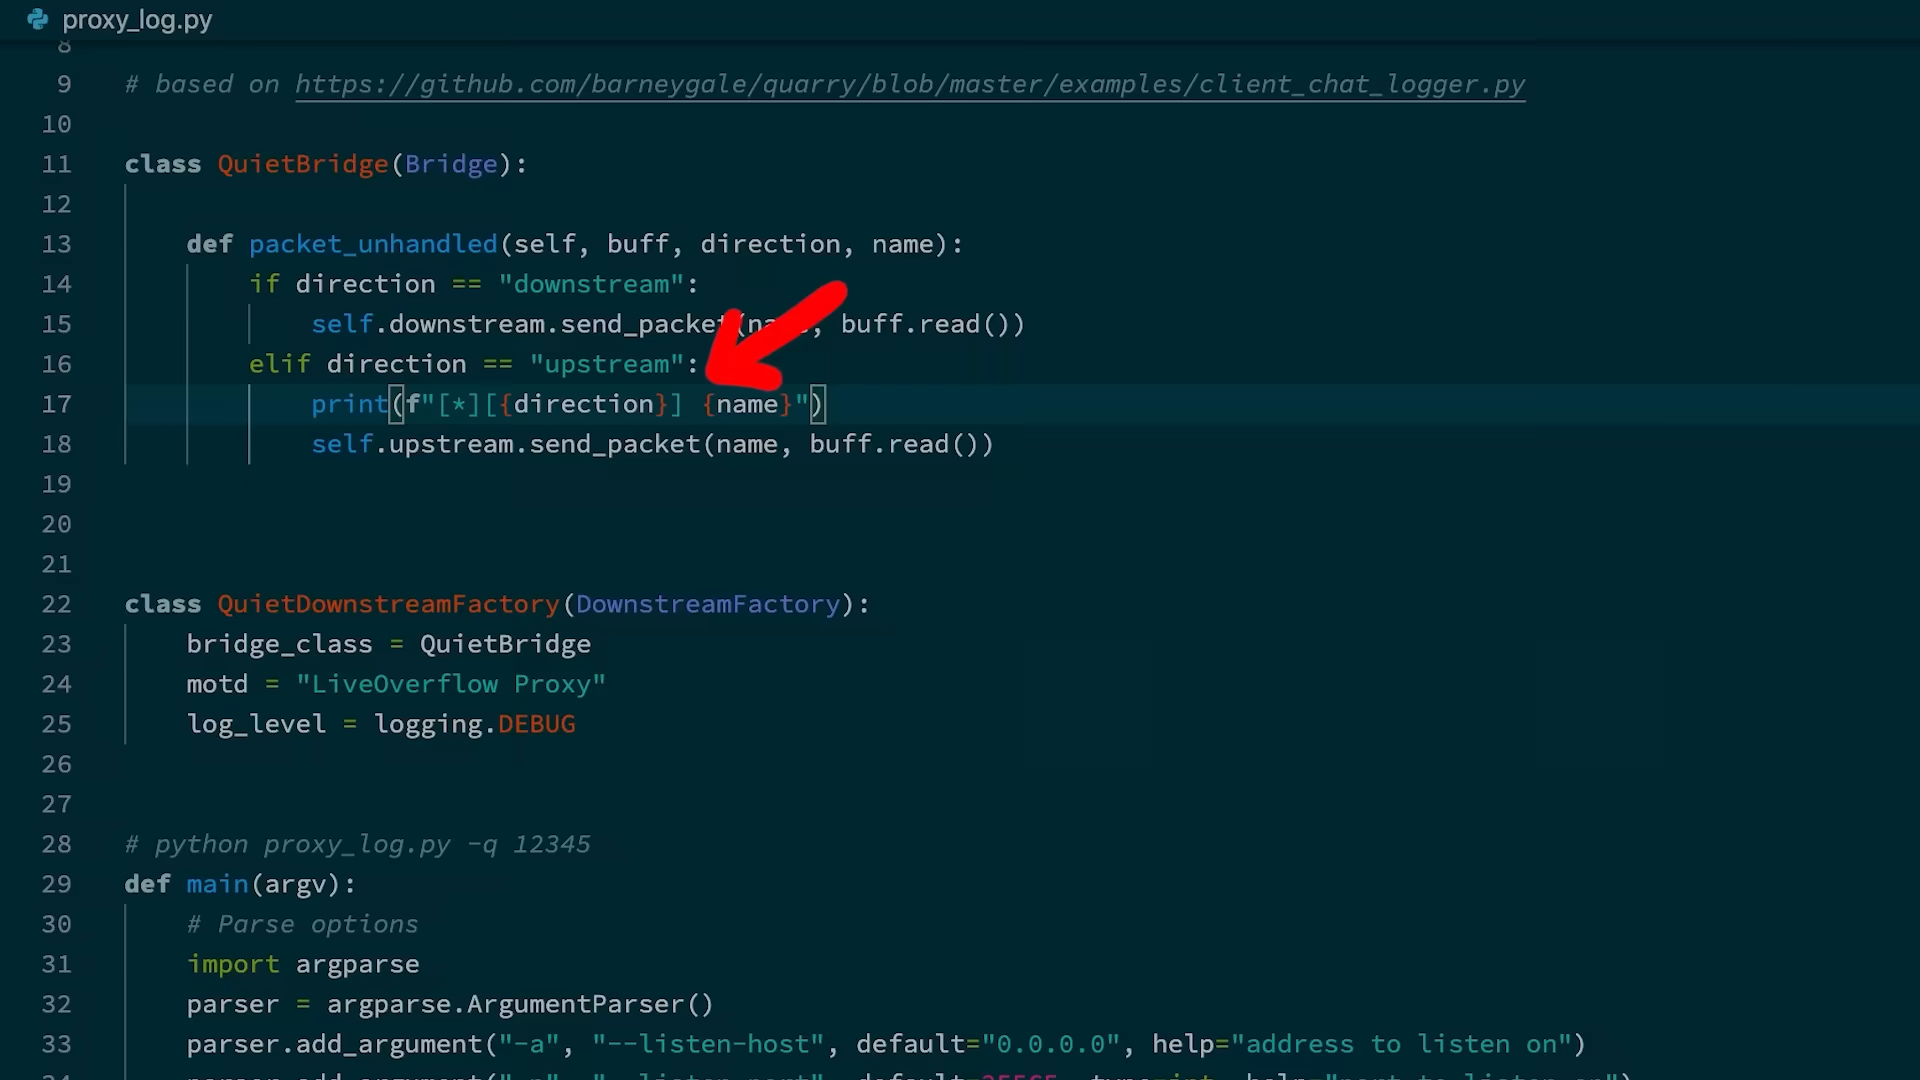 proxy_log.py
8
9 # based on https://github.com/barneygale/quarry/blob/master/examples/client_chat_logger.py
10
11 class QuietBridge(Bridge):
12
13 def packet_unhandled(self, buff, direction, name):
14 if direction == "downstream":
15 self.downstream.send_packet(name, buff.read())
16 elif direction == "upstream":
17 print(f"[*][{direction}] {name}")
18 self.upstream.send_packet(name, buff.read())
19
20
21
22 class QuietDownstreamFactory(DownstreamFactory):
23 bridge_class = QuietBridge
24 motd = "LiveOverflow Proxy"
25 log_level = logging.DEBUG
26
27
28 # python proxy_log.py -q 12345
29 def main(argv):
30 # Parse options
31 import argparse
32 parser = argparse.ArgumentParser()
33 parser.add_argument("-a", "--listen-host", default="0.0.0.0", help="address to listen on")